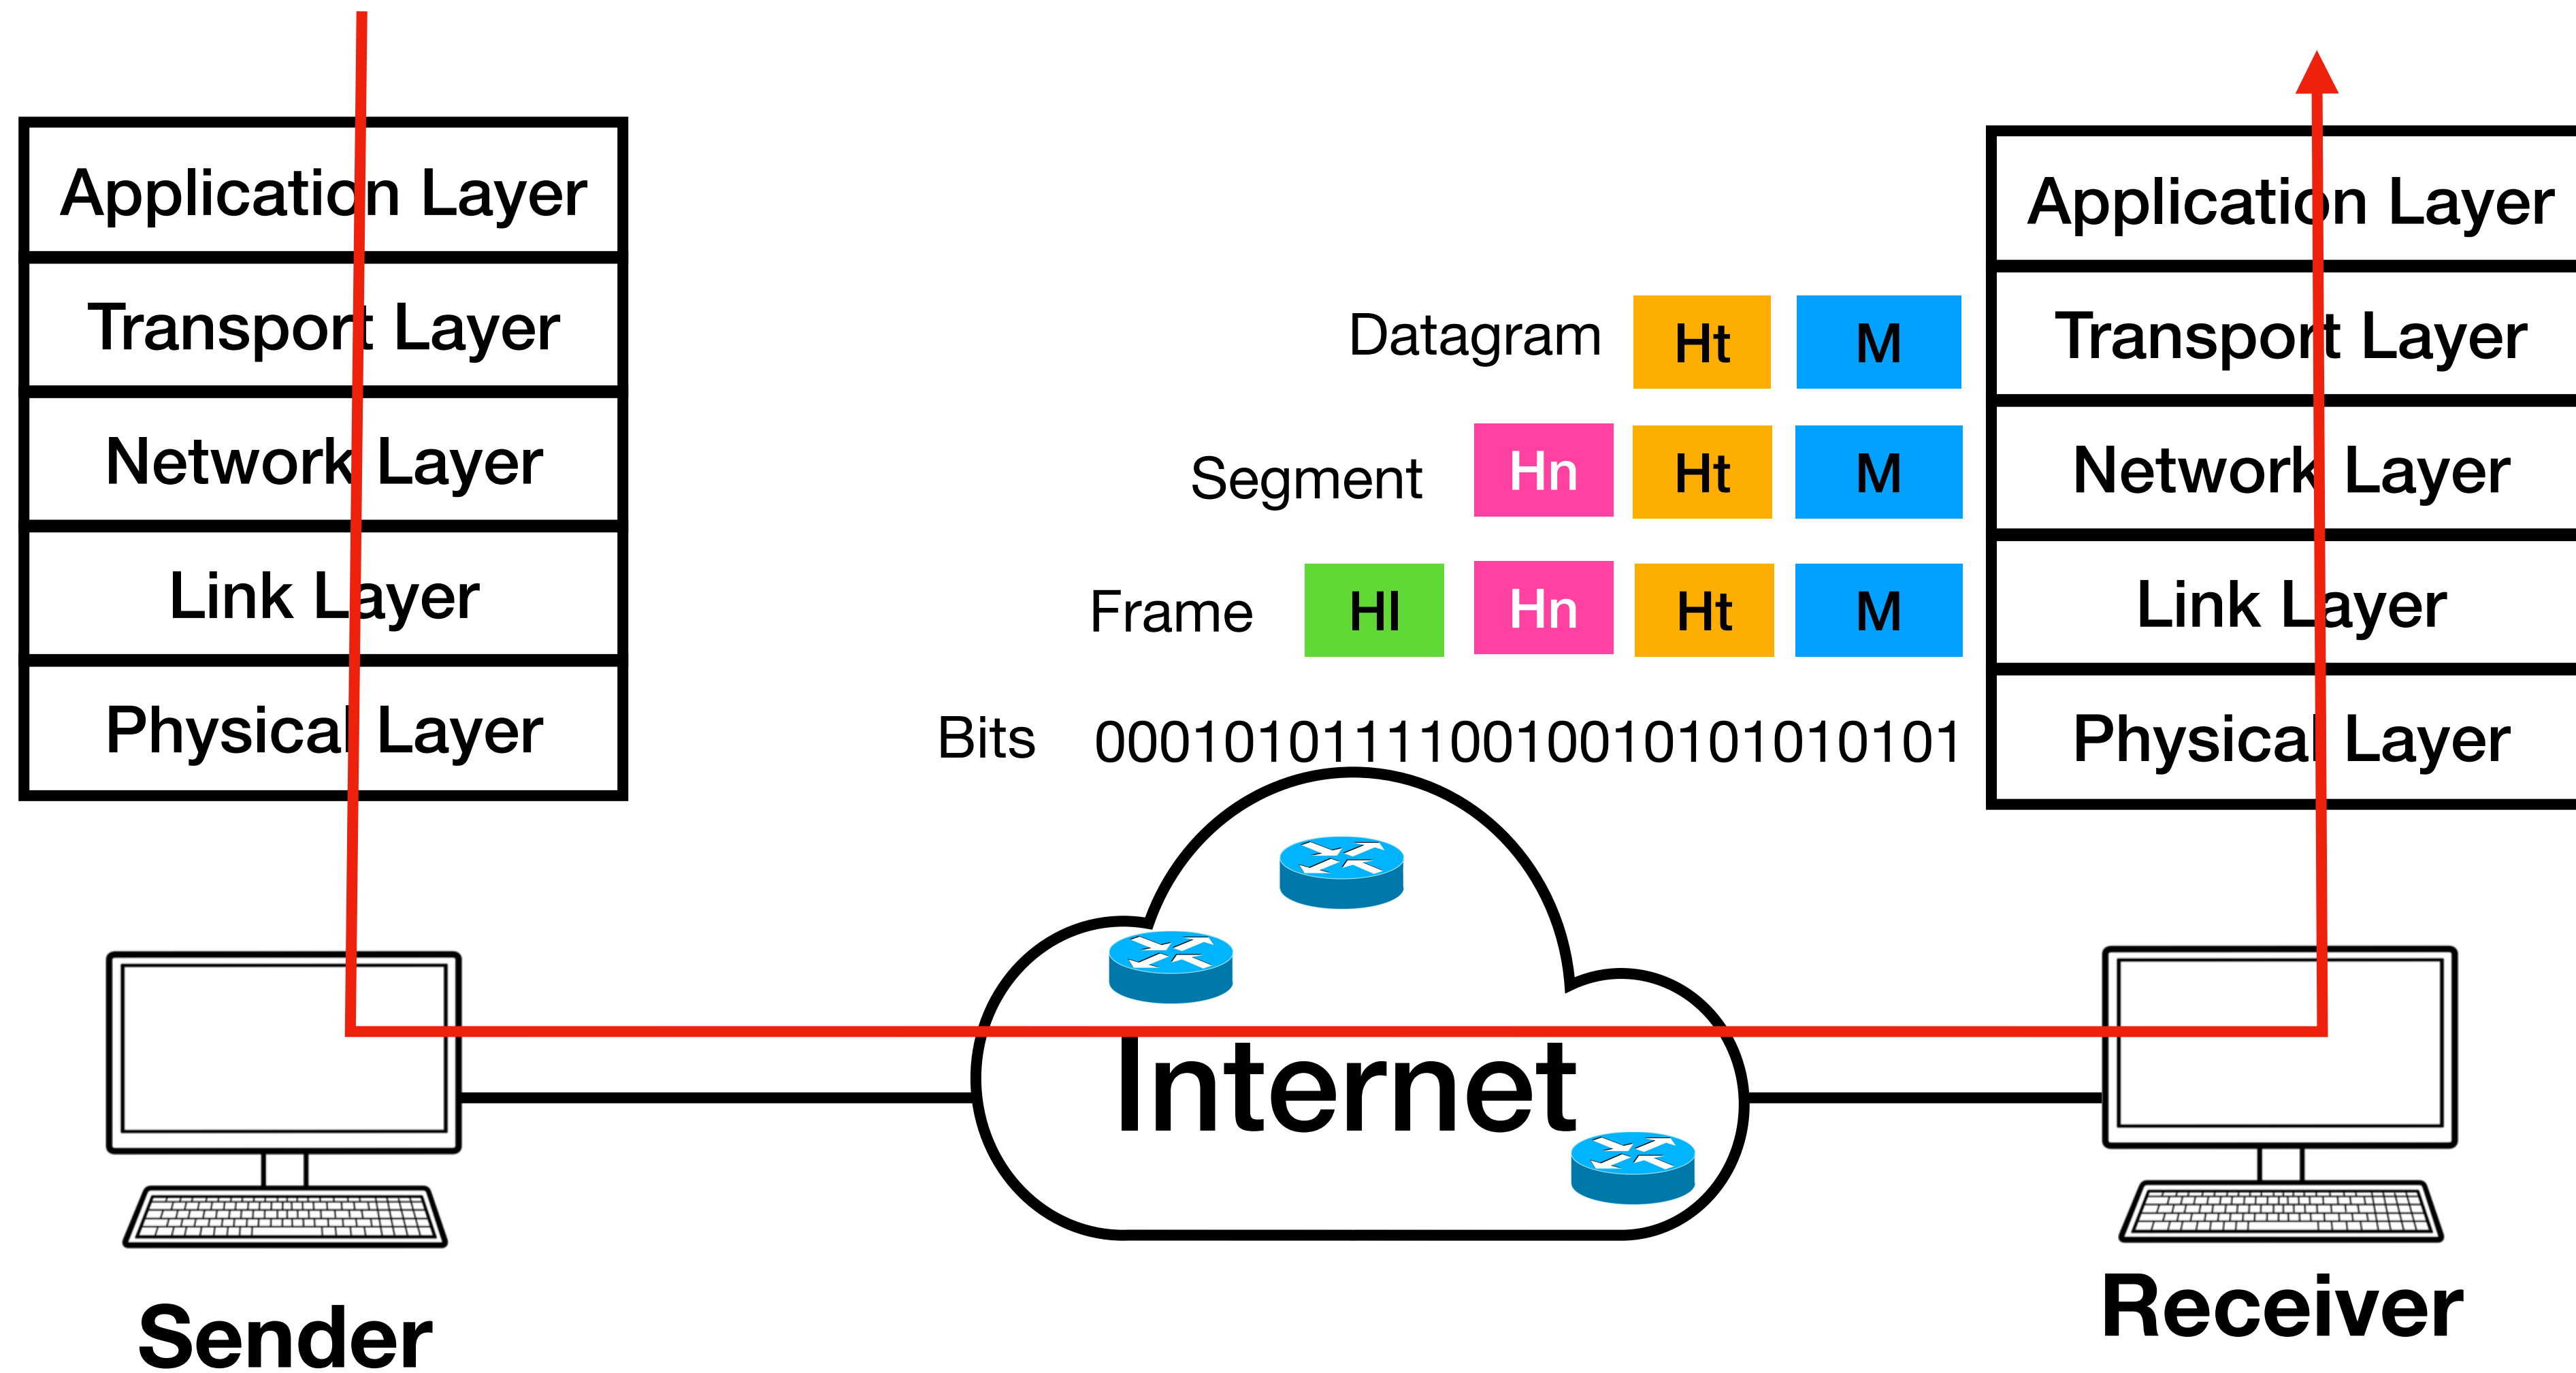 Application Layer
Transport Layer
Network Layer
Link Layer
Physical Layer
Datagram Ht M
Segment Hn Ht M
Frame Hl Hn Ht M
Bits 000101011111001001010101010101
Application Layer
Transport Layer
Network Layer
Link Layer
Physical Layer
Internet
Sender
Receiver